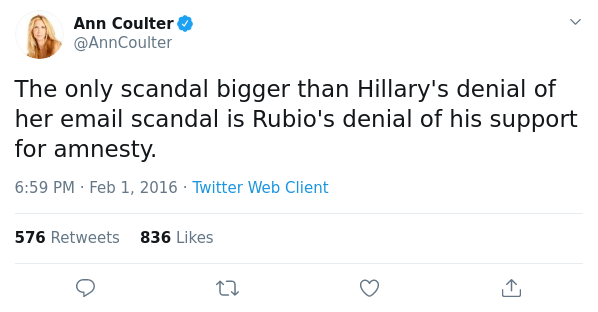 Ann Coulter
@AnnCoulter
The only scandal bigger than Hillary's denial of
her email scandal is Rubio's denial of his support
for amnesty.
6:59 PM · Feb 1, 2016 · Twitter Web Client
576 Retweets 836 Likes